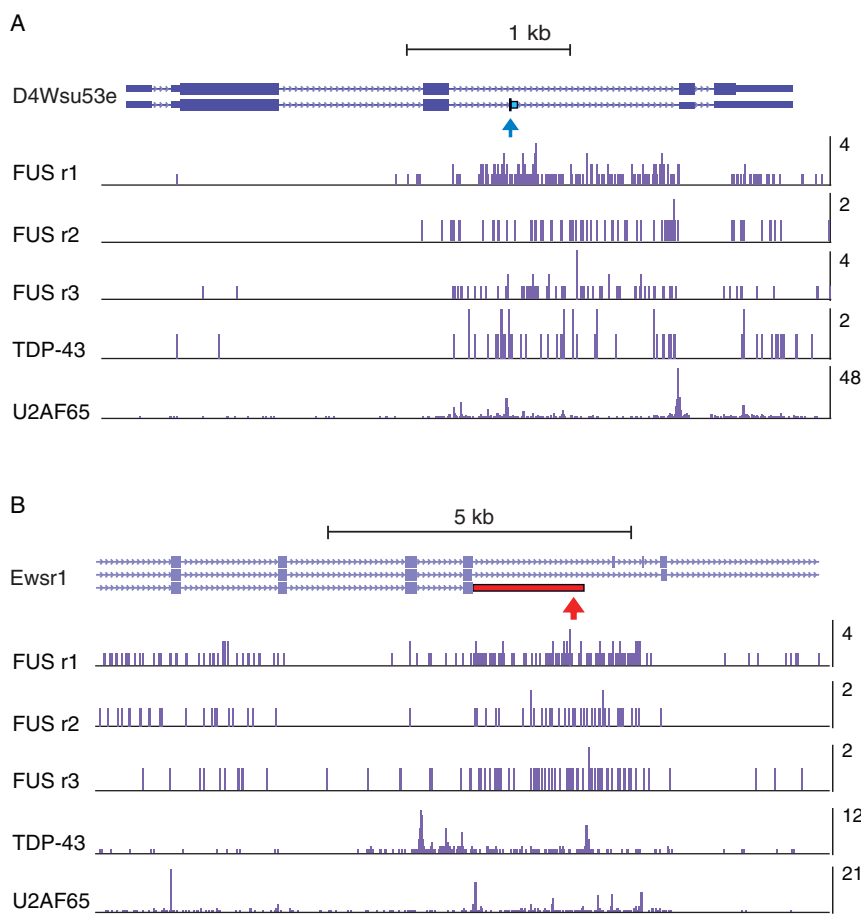 A
1 kb
D4Wsu53e
FUS r1
4
FUS r2
2
FUS r3
4
TDP-43
2
U2AF65
48
B
5 kb
Ewsr1
FUS r1
4
FUS r2
2
FUS r3
2
TDP-43
12
U2AF65
21